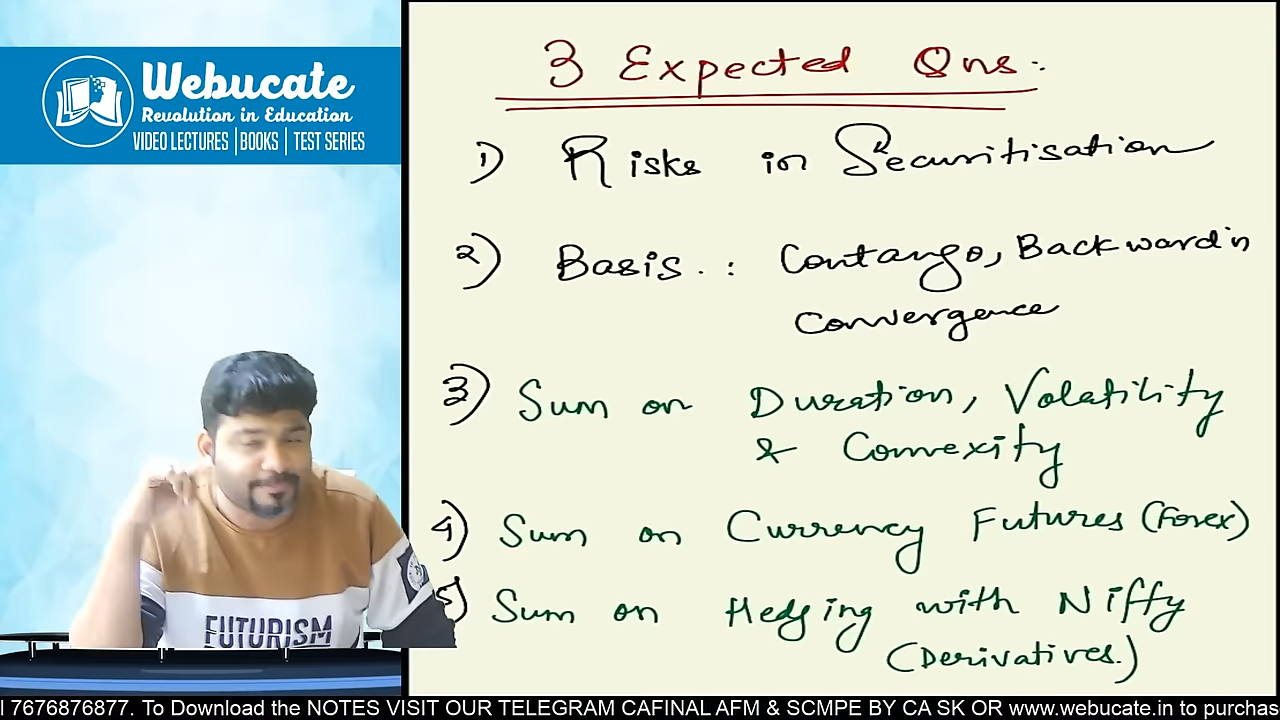 Webucate
Revolution in Education
VIDEO LECTURES | BOOKS | TEST SERIES
3 Expected Qns.
1) Risks in Securitisation
2) Basis. : Contango, Backward'n
Convergence
3) Sum on Duration, Volatility
& Convexity
4) Sum on Currency Futures (Forex)
5) Sum on Hedging with Nifty
(Derivatives.)
FUTURISM
l 7676876877. To Download the NOTES VISIT OUR TELEGRAM CAFINAL AFM & SCMPE BY CA SK OR www.webucate.in to purchas